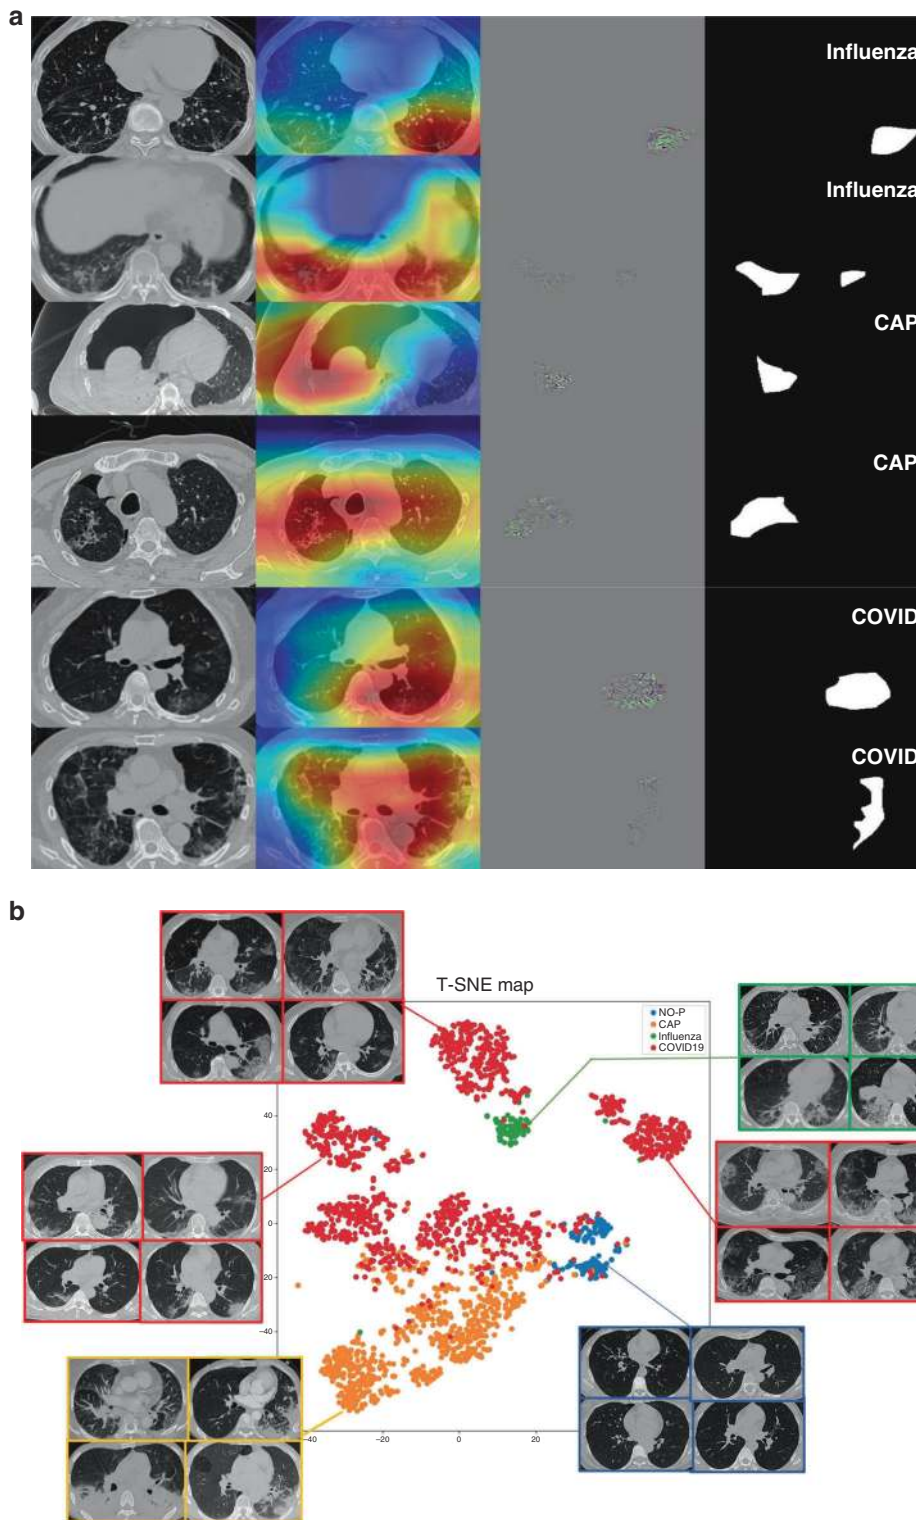 a
Influenza
Influenza
CAP
CAP
COVID
COVID
b
T-SNE map
NO-P
CAP
Influenza
COVID19
40
20
0
−20
−40
−40
−20
0
20